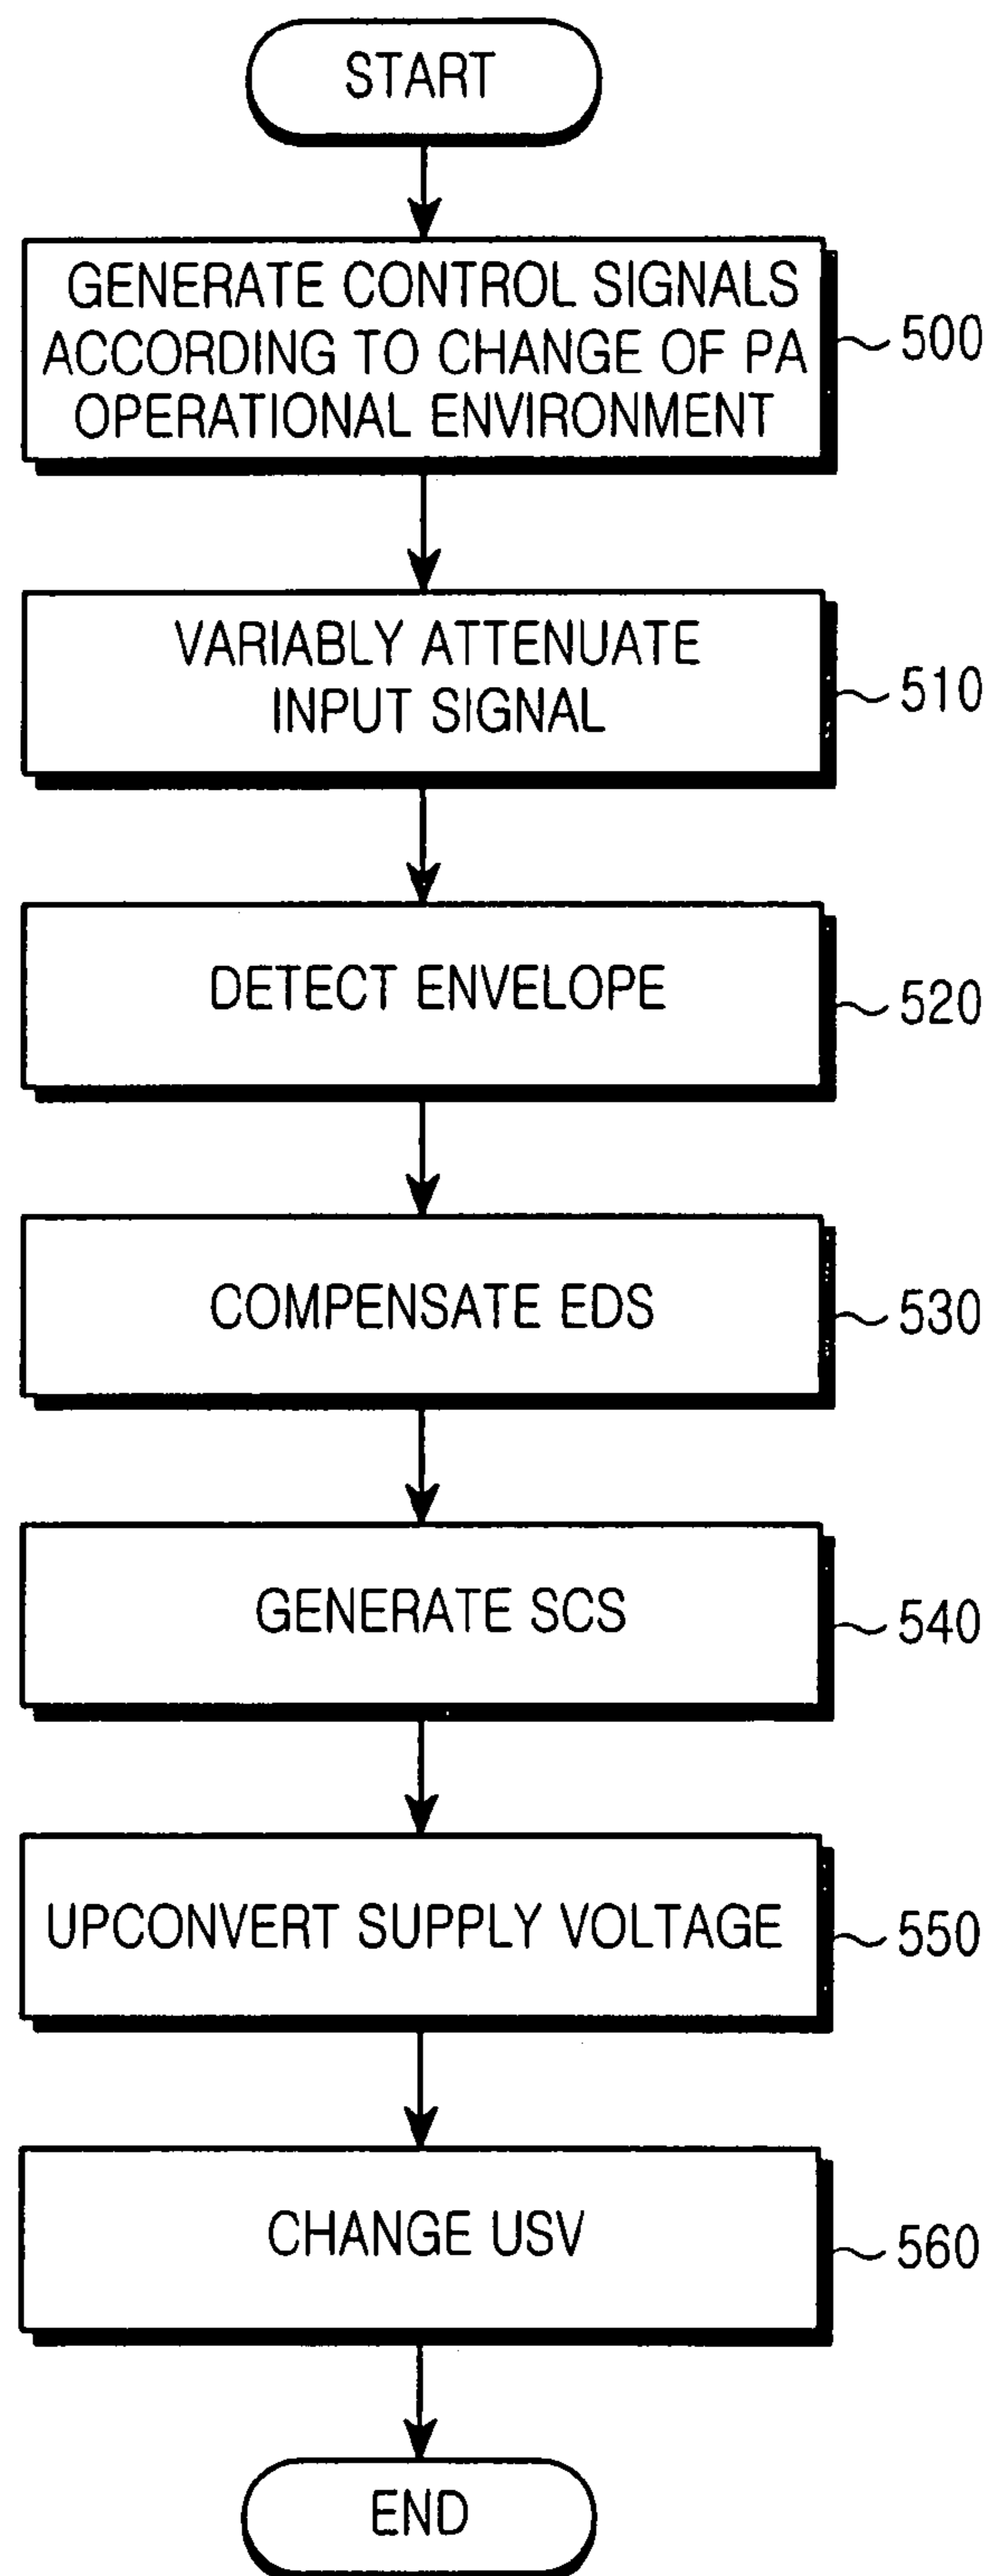 START
GENERATE CONTROL SIGNALS
ACCORDING TO CHANGE OF PA
OPERATIONAL ENVIRONMENT
500
VARIABLY ATTENUATE
INPUT SIGNAL
510
DETECT ENVELOPE
520
COMPENSATE EDS
530
GENERATE SCS
540
UPCONVERT SUPPLY VOLTAGE
550
CHANGE USV
560
END